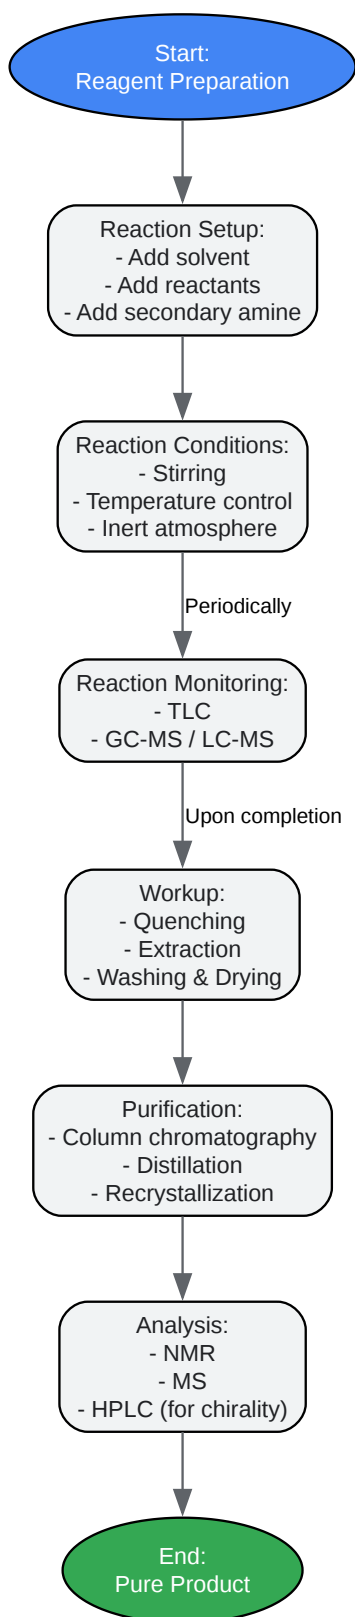 Start:
Reagent Preparation
Reaction Setup:
- Add solvent
- Add reactants
- Add secondary amine
Reaction Conditions:
- Stirring
- Temperature control
- Inert atmosphere
Periodically
Reaction Monitoring:
- TLC
- GC-MS / LC-MS
Upon completion
Workup:
- Quenching
- Extraction
- Washing & Drying
Purification:
- Column chromatography
- Distillation
- Recrystallization
Analysis:
- NMR
- MS
- HPLC (for chirality)
End:
Pure Product